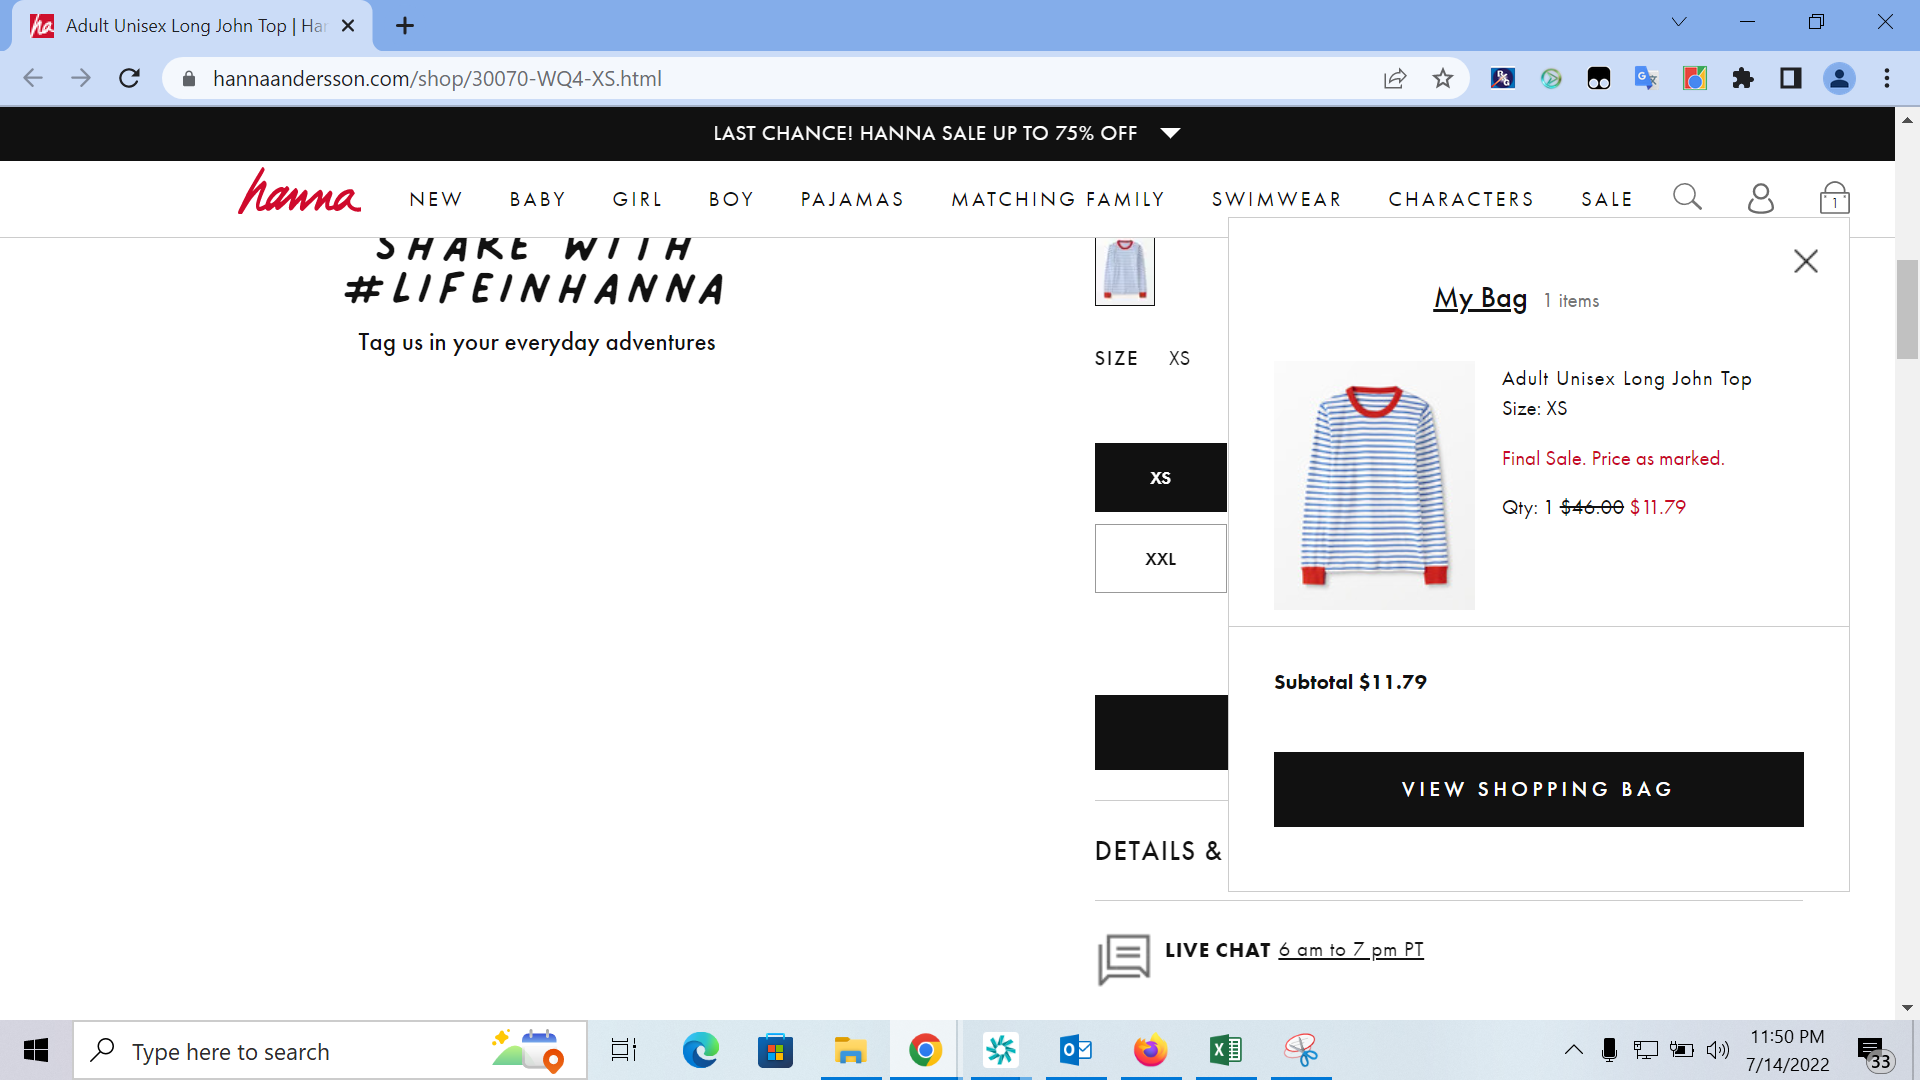 Adult Unisex Long John Top | Har
hannaandersson.com/shop/30070-WQ4-XS.html
LAST CHANCE! HANNA SALE UP TO 75% OFF
hanna
NEW BABY GIRL BOY PAJAMAS MATCHING FAMILY SWIMWEAR CHARACTERS SALE
1
SHARE WITH
#LIFEINHANNA
Tag us in your everyday adventures
SIZE XS
XS
XXL
DETAILS &
LIVE CHAT 6 am to 7 pm PT
My Bag 1 items
Adult Unisex Long John Top
Size: XS
Final Sale. Price as marked.
Qty: 1 $46.00 $11.79
Subtotal $11.79
VIEW SHOPPING BAG
Type here to search
11:50 PM
7/14/2022
33